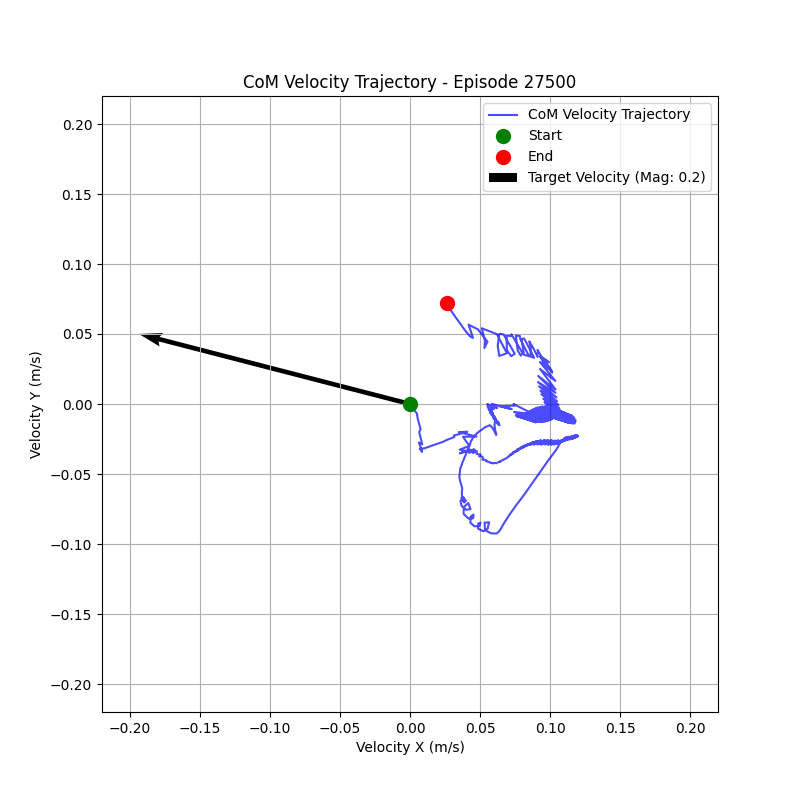 CoM Velocity Trajectory - Episode 27500
CoM Velocity Trajectory
Start
End
Target Velocity (Mag: 0.2)
0.20
0.15
0.10
0.05
0.00
−0.05
−0.10
−0.15
−0.20
Velocity Y (m/s)
−0.20 −0.15 −0.10 −0.05 0.00 0.05 0.10 0.15 0.20
Velocity X (m/s)